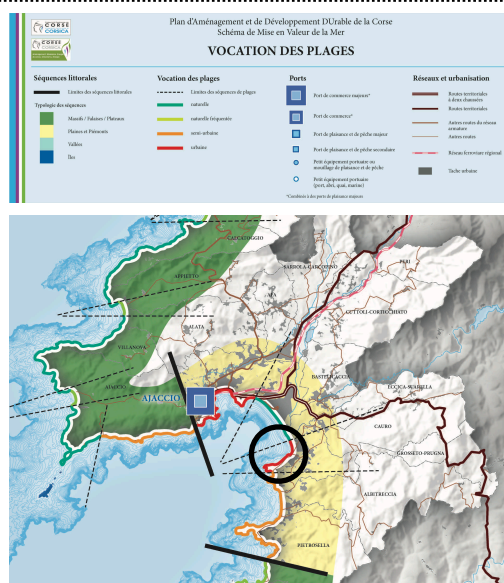 CORSE
CORSICA
CORSE
CORSICA
Plan d'Aménagement et de Développement DUrable de la Corse
Schéma de Mise en Valeur de la Mer
VOCATION DES PLAGES
Séquences littorales
Limites des séquences littorales
Typologie des séquences
Massifs / Falaises / Plateaux
Plaines et Piémonts
Vallées
Îles
Vocation des plages
Limites des séquences de plages
naturelle
naturelle fréquentée
semi-urbaine
urbaine
Ports
Port de commerce majeurs*
Port de commerce*
Port de plaisance et de pêche majeur
Port de plaisance et de pêche secondaire
Petit équipement portuaire ou
mouillage de plaisance et de pêche
Petit équipement portuaire
(port, abri, quai, marine)
*Combinés à des ports de plaisance majeurs
Réseaux et urbanisation
Routes territoriales
à deux chaussées
Routes territoriales
Autres routes du réseau
armature
Autres routes
Réseau ferroviaire régional
Tache urbaine
CALCATOGGIO
SARROLA-CARCOPINO
PERI
APPIETTO
AFA
CUTTOLI-CORTICCHIATO
ALATA
VILLANOVA
BASTELICACCIA
AJACCIO
AJACCIO
ECCICA-SUARELLA
CAURO
GROSSETO-PRUGNA
ALBITRECCIA
PIETROSELLA